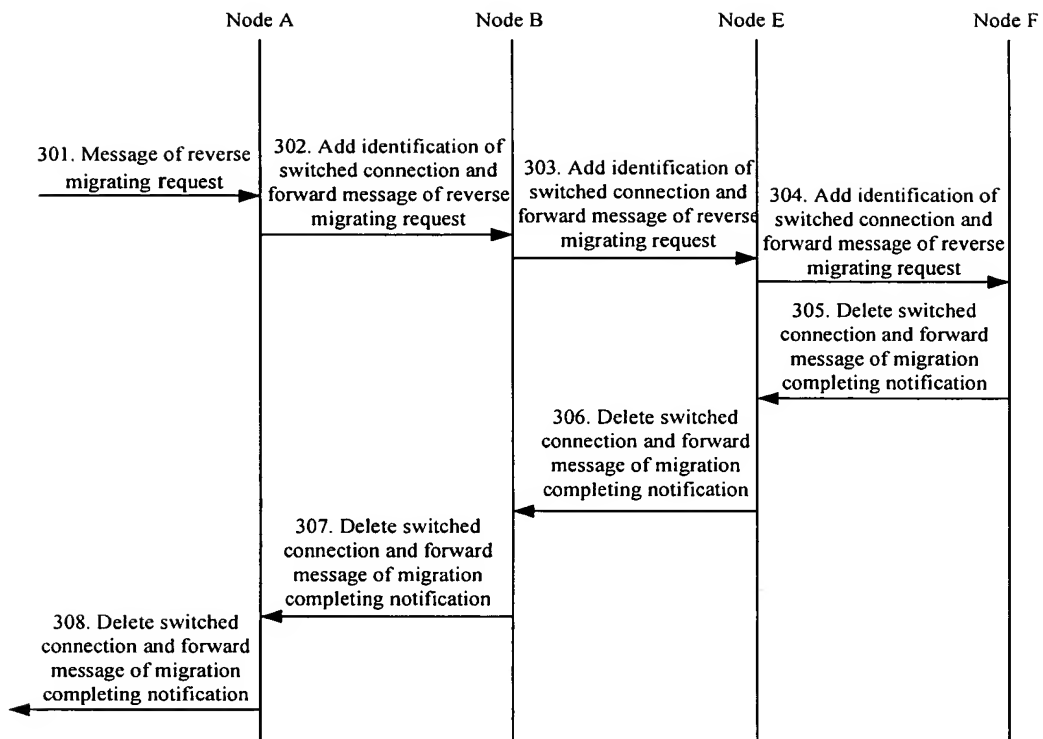 Node A
Node B
Node E
Node F
301. Message of reverse
migrating request
302. Add identification of
switched connection and
forward message of reverse
migrating request
303. Add identification of
switched connection and
forward message of reverse
migrating request
304. Add identification of
switched connection and
forward message of reverse
migrating request
305. Delete switched
connection and forward
message of migration
completing notification
306. Delete switched
connection and forward
message of migration
completing notification
307. Delete switched
connection and forward
message of migration
completing notification
308. Delete switched
connection and forward
message of migration
completing notification